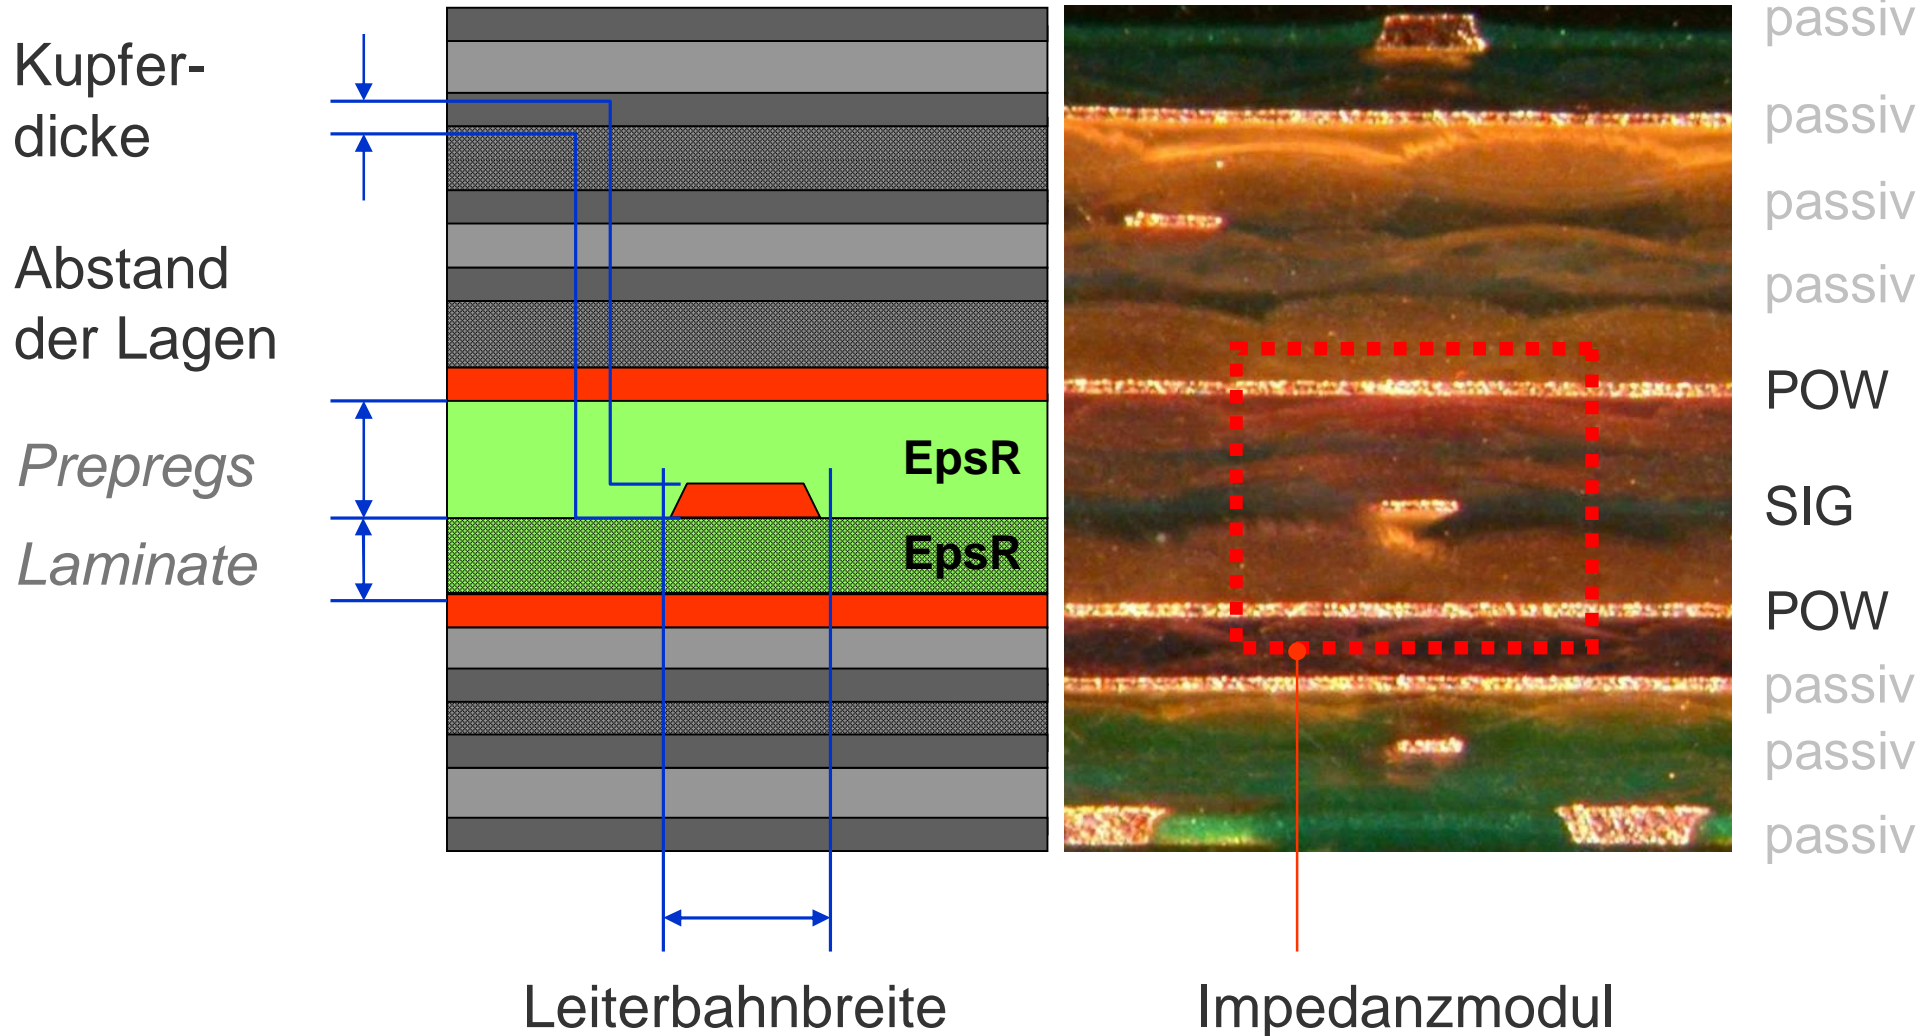 Kupfer-
dicke
Abstand
der Lagen
Prepregs
Laminate
EpsR
EpsR
passiv
passiv
passiv
passiv
POW
SIG
POW
passiv
passiv
passiv
Leiterbahnbreite
Impedanzmodul